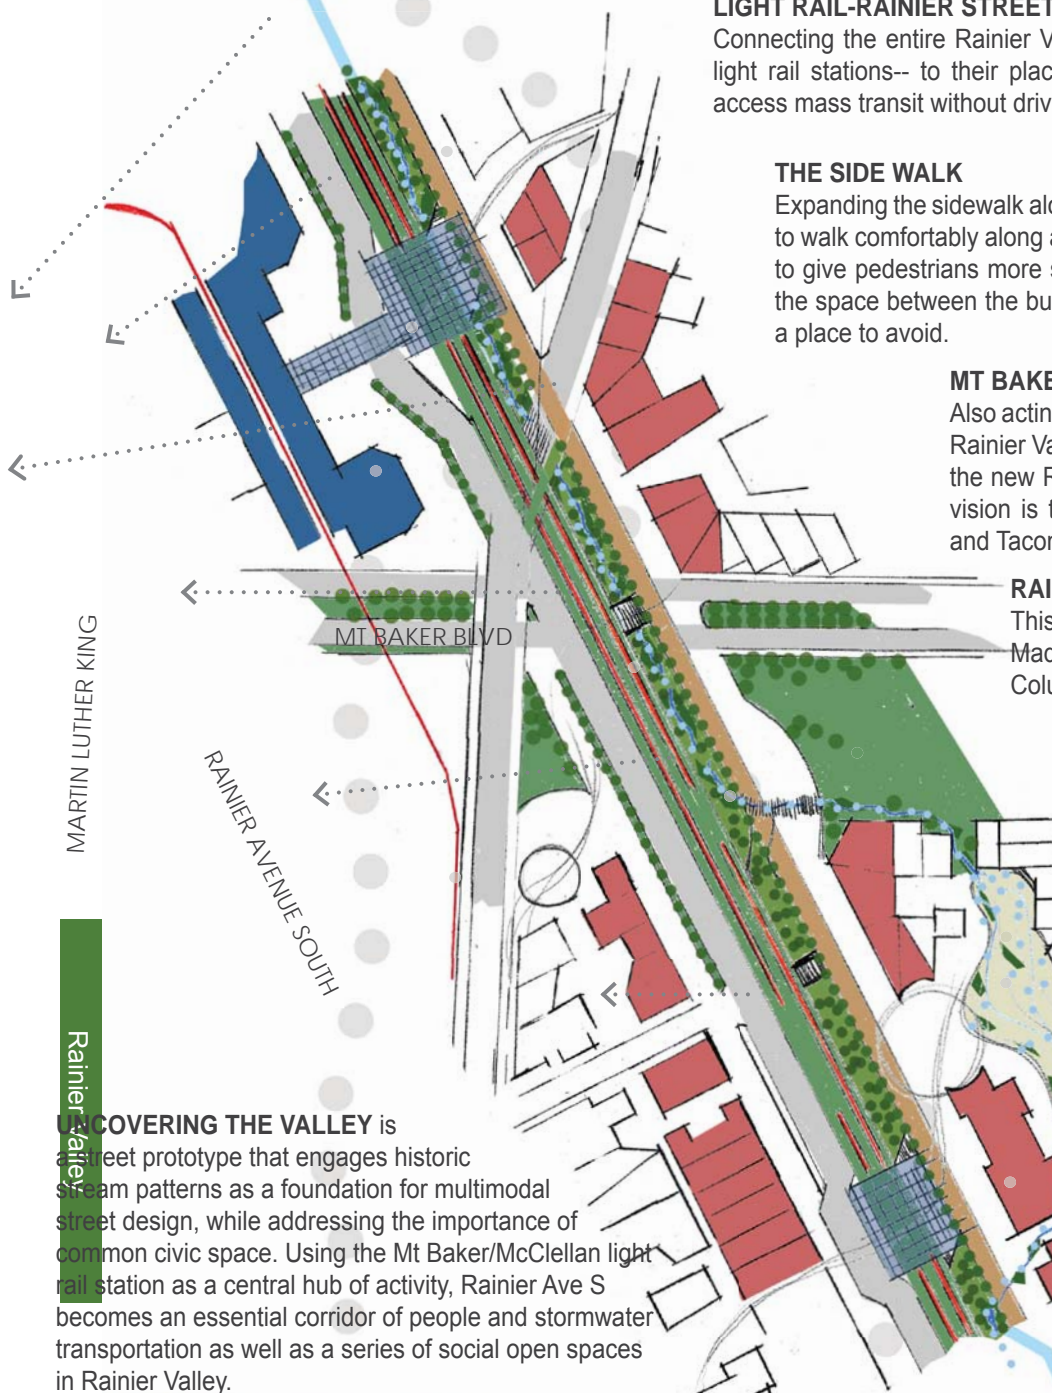 LIGHT RAIL-RAINIER STREET
Connecting the entire Rainier V
light rail stations-- to their plac
access mass transit without driv
THE SIDE WALK
Expanding the sidewalk alo
to walk comfortably along a
to give pedestrians more s
the space between the bu
a place to avoid.
MT BAKE
Also actin
Rainier Va
the new R
vision is t
and Tacor
RAI
This
Mac
Colu
MT BAKER BLVD
MARTIN LUTHER KING
RAINIER AVENUE SOUTH
Rainier Valley
UNCOVERING THE VALLEY is
a street prototype that engages historic
stream patterns as a foundation for multimodal
street design, while addressing the importance of
common civic space. Using the Mt Baker/McClellan light
rail station as a central hub of activity, Rainier Ave S
becomes an essential corridor of people and stormwater
transportation as well as a series of social open spaces
in Rainier Valley.